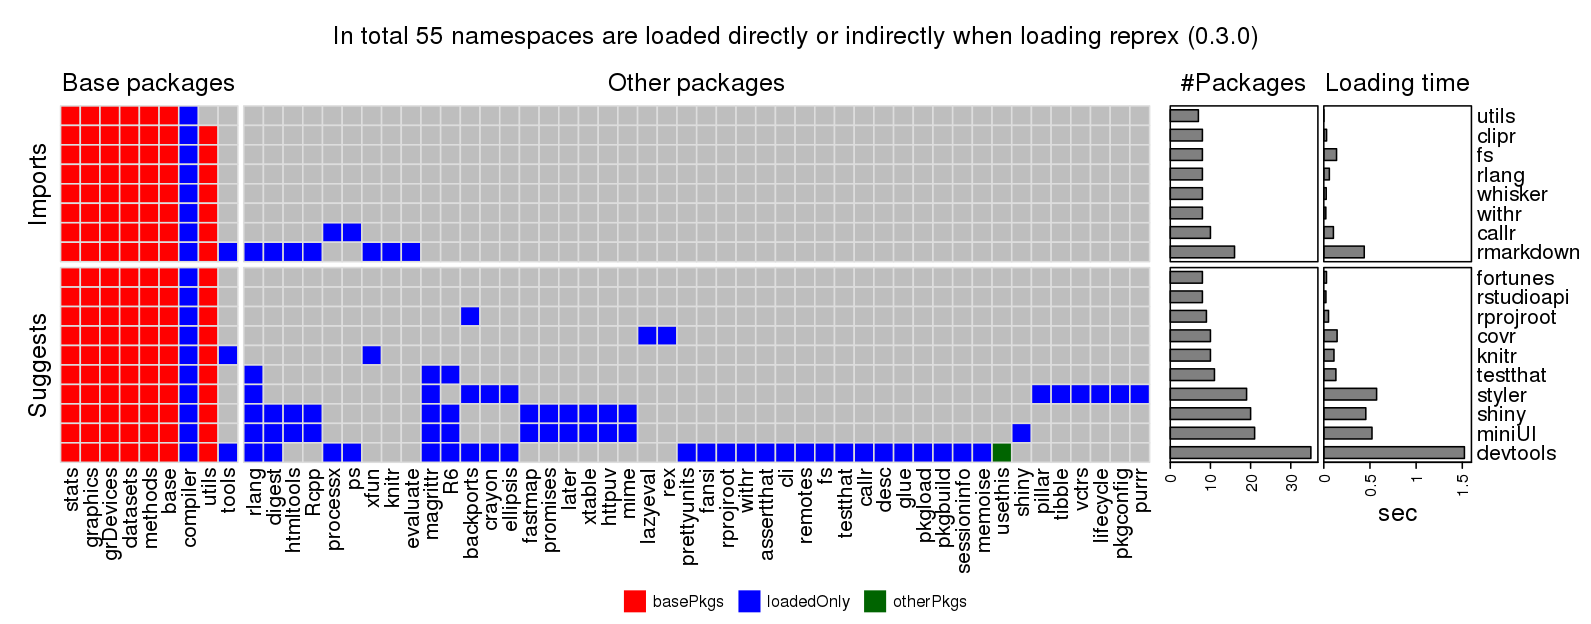 In total 55 namespaces are loaded directly or indirectly when loading reprex (0.3.0)
Base packages
Other packages
#Packages
Loading time
Imports
utils
clipr
fs
rlang
whisker
withr
callr
rmarkdown
Suggests
fortunes
rstudioapi
rprojroot
covr
knitr
testthat
styler
shiny
miniUI
devtools
stats
graphics
grDevices
datasets
methods
base
compiler
utils
tools
rlang
digest
htmltools
Rcpp
processx
ps
xfun
knitr
evaluate
magrittr
R6
backports
crayon
ellipsis
fastmap
promises
later
xtable
httpuv
mime
lazyeval
rex
prettyunits
fansi
rprojroot
withr
assertthat
cli
remotes
fs
testthat
callr
desc
glue
pkgload
pkgbuild
sessioninfo
memoise
usethis
shiny
pillar
tibble
vctrs
lifecycle
pkgconfig
purrr
0
10
20
30
0
0.5
1
1.5
sec
basePkgs
loadedOnly
otherPkgs